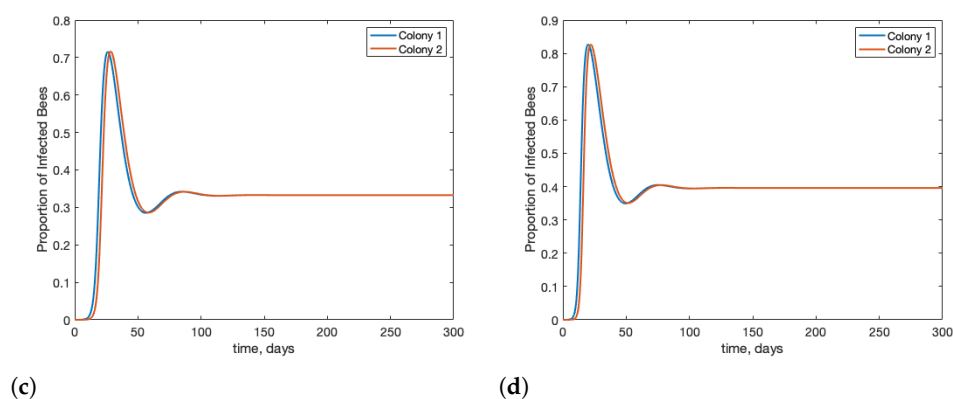 0.8
0.7
0.6
0.5
0.4
0.3
0.2
0.1
0
Proportion of Infected Bees
Colony 1
Colony 2
0 50 100 150 200 250 300
time, days
(c)
0.9
0.8
0.7
0.6
0.5
0.4
0.3
0.2
0.1
0
Proportion of Infected Bees
Colony 1
Colony 2
0 50 100 150 200 250 300
time, days
(d)